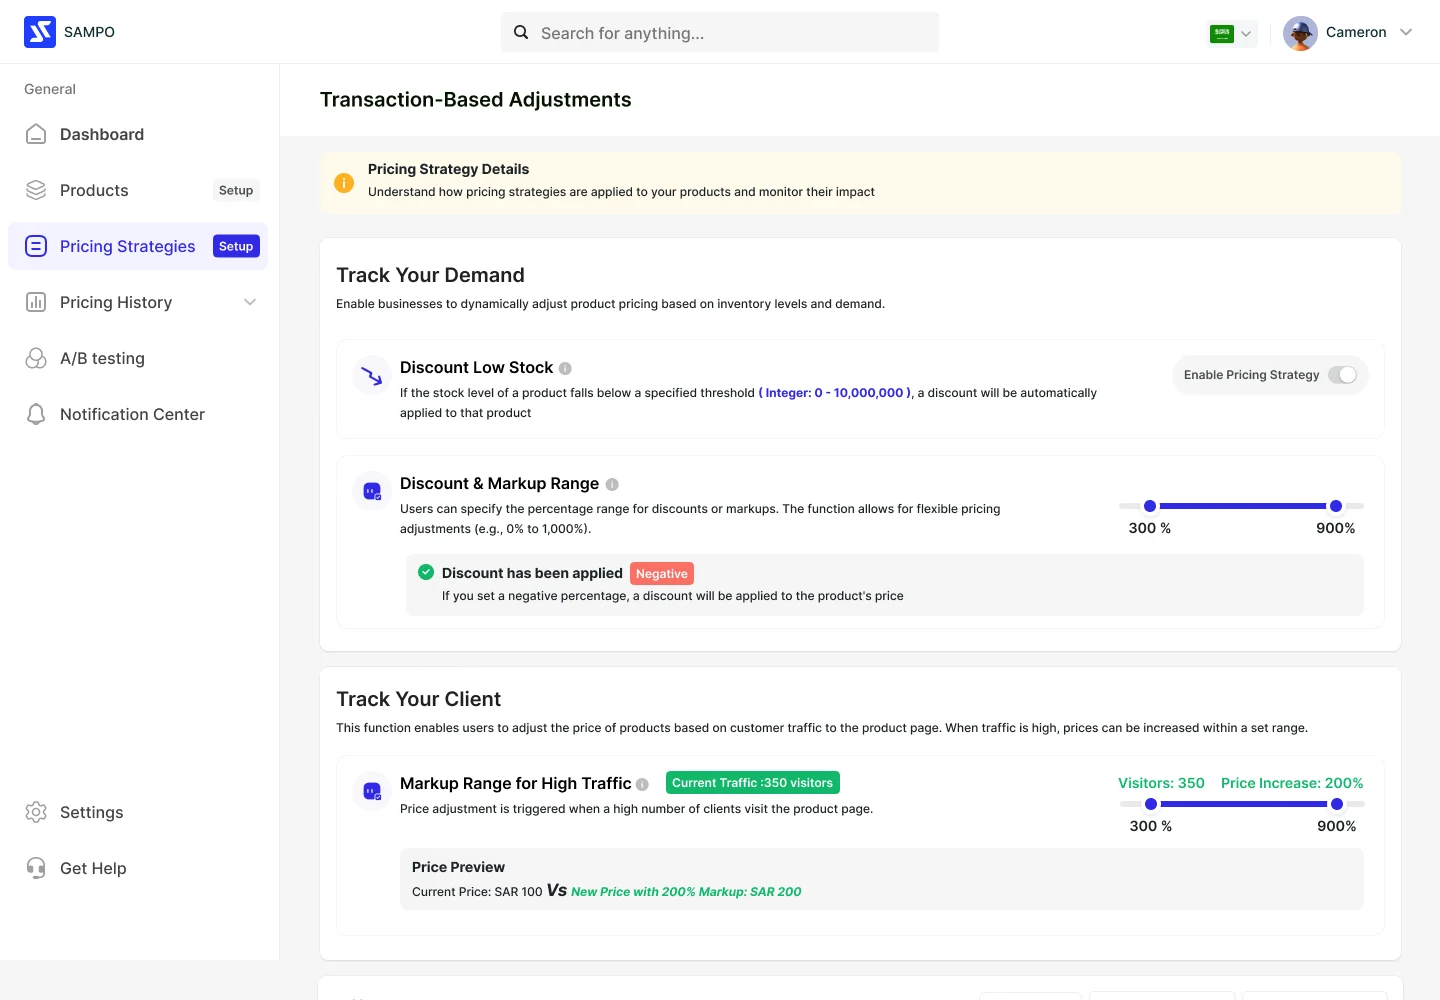 SAMPO
Search for anything...
Cameron
General
Dashboard
Products
Setup
Pricing Strategies
Setup
Pricing History
A/B testing
Notification Center
Settings
Get Help
Transaction-Based Adjustments
Pricing Strategy Details
Understand how pricing strategies are applied to your products and monitor their impact
Track Your Demand
Enable businesses to dynamically adjust product pricing based on inventory levels and demand.
Discount Low Stock
If the stock level of a product falls below a specified threshold ( Integer: 0 - 10,000,000 ), a discount will be automatically
applied to that product
Enable Pricing Strategy
Discount & Markup Range
Users can specify the percentage range for discounts or markups. The function allows for flexible pricing
adjustments (e.g., 0% to 1,000%).
300 %
900%
Discount has been applied Negative
If you set a negative percentage, a discount will be applied to the product's price
Track Your Client
This function enables users to adjust the price of products based on customer traffic to the product page. When traffic is high, prices can be increased within a set range.
Markup Range for High Traffic
Current Traffic :350 visitors
Price adjustment is triggered when a high number of clients visit the product page.
Visitors: 350
Price Increase: 200%
300 %
900%
Price Preview
Current Price: SAR 100 Vs New Price with 200% Markup: SAR 200